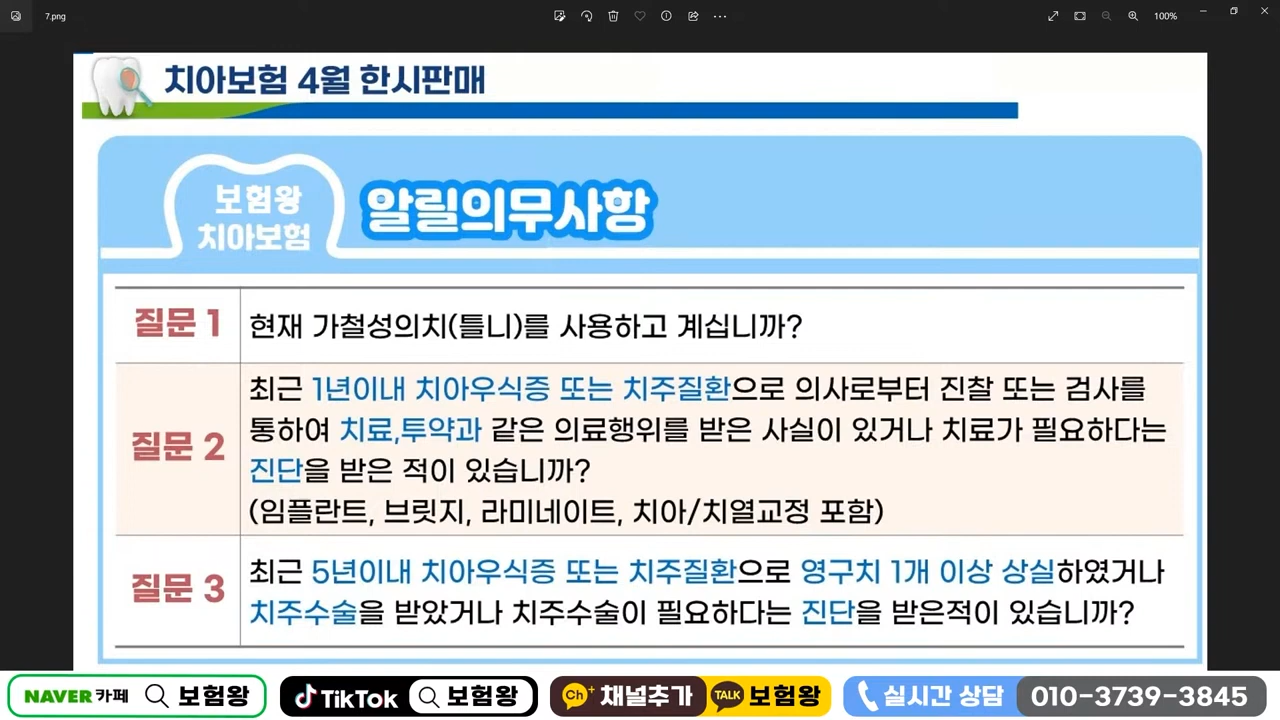 7.png
100%
치아보험 4월 한시판매
보험왕
치아보험
알릴의무사항
질문 1
현재 가철성의치(틀니)를 사용하고 계십니까?
질문 2
최근 1년이내 치아우식증 또는 치주질환으로 의사로부터 진찰 또는 검사를
통하여 치료,투약과 같은 의료행위를 받은 사실이 있거나 치료가 필요하다는
진단을 받은 적이 있습니까?
(임플란트, 브릿지, 라미네이트, 치아/치열교정 포함)
질문 3
최근 5년이내 치아우식증 또는 치주질환으로 영구치 1개 이상 상실하였거나
치주수술을 받았거나 치주수술이 필요하다는 진단을 받은적이 있습니까?
NAVER 카페 보험왕
TikTok 보험왕
Ch+ 채널추가 TALK 보험왕
실시간 상담 010-3739-3845